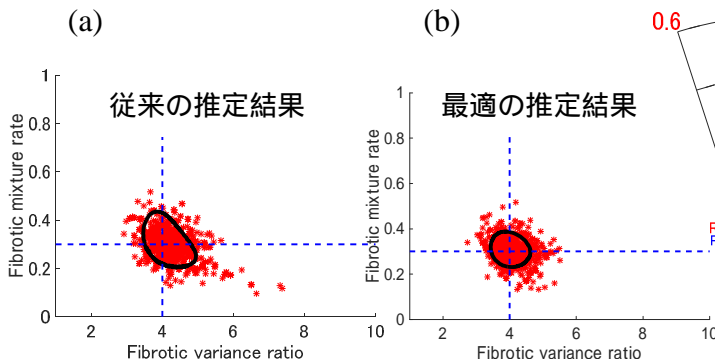 (a)
(b)
0.6
従来の推定結果
最適の推定結果
Fibrotic mixture rate
1
0.8
0.6
0.4
0.2
0
2
4
6
8
10
Fibrotic variance ratio
Fibrotic mixture rate
1
0.8
0.6
0.4
0.2
0
2
4
6
8
10
Fibrotic variance ratio